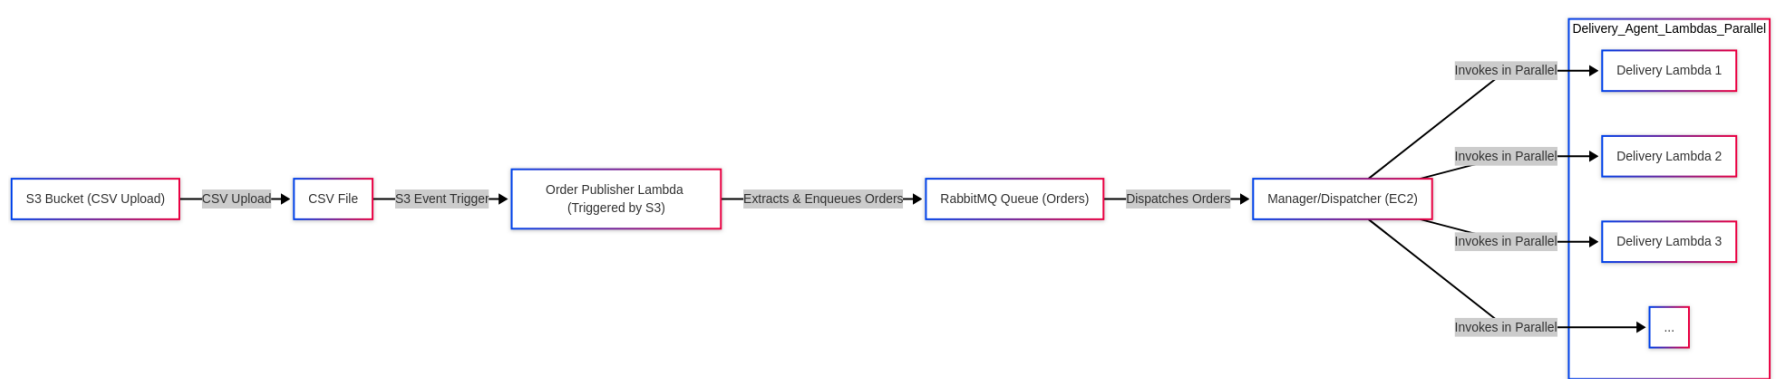 Delivery_Agent_Lambdas_Parallel
Invokes in Parallel
Delivery Lambda 1
Invokes in Parallel
Delivery Lambda 2
S3 Bucket (CSV Upload)
CSV Upload
CSV File
S3 Event Trigger
Order Publisher Lambda
(Triggered by S3)
Extracts & Enqueues Orders
RabbitMQ Queue (Orders)
Dispatches Orders
Manager/Dispatcher (EC2)
Invokes in Parallel
Delivery Lambda 3
Invokes in Parallel
...